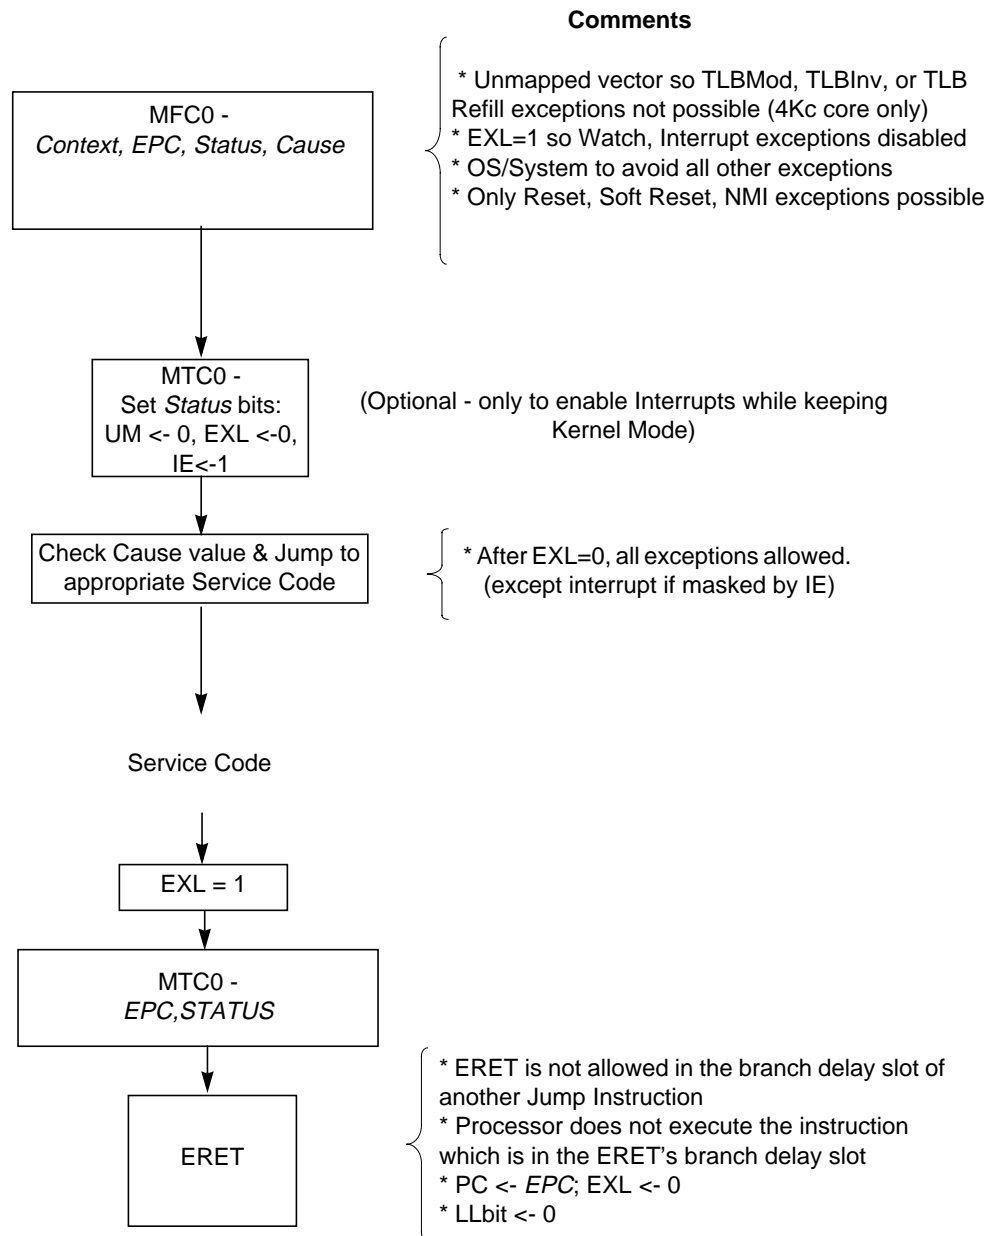 Comments
MFC0 -
Context, EPC, Status, Cause
* Unmapped vector so TLBMod, TLBInv, or TLB
Refill exceptions not possible (4Kc core only)
* EXL=1 so Watch, Interrupt exceptions disabled
* OS/System to avoid all other exceptions
* Only Reset, Soft Reset, NMI exceptions possible
MTC0 -
Set Status bits:
UM <- 0, EXL <-0,
IE<-1
(Optional - only to enable Interrupts while keeping
Kernel Mode)
Check Cause value & Jump to
appropriate Service Code
* After EXL=0, all exceptions allowed.
(except interrupt if masked by IE)
Service Code
EXL = 1
MTC0 -
EPC,STATUS
ERET
* ERET is not allowed in the branch delay slot of
another Jump Instruction
* Processor does not execute the instruction
which is in the ERET's branch delay slot
* PC <- EPC; EXL <- 0
* LLbit <- 0